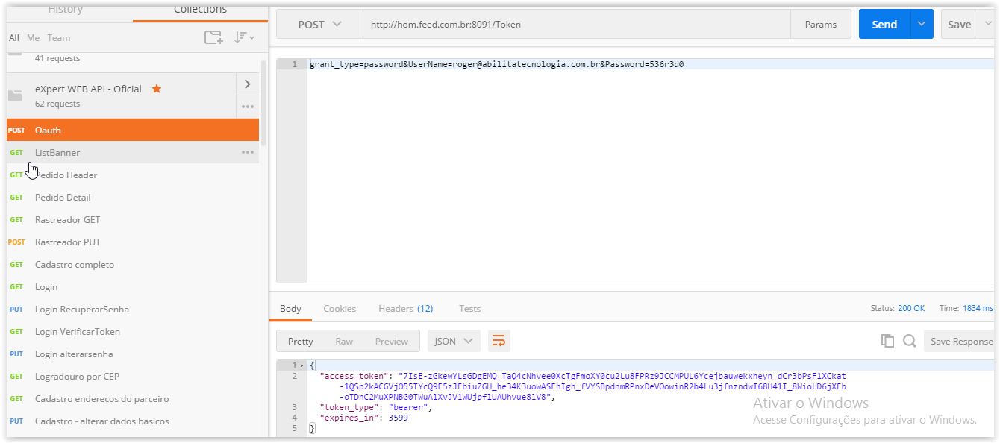 History
Collections
All
Me
Team
41 requests
eXpert WEB API - Oficial
62 requests
POST Oauth
GET ListBanner
GET Pedido Header
GET Pedido Detail
GET Rastreador GET
POST Rastreador PUT
GET Cadastro completo
GET Login
PUT Login RecuperarSenha
GET Login VerificarToken
PUT Login alterarsenha
GET Logradouro por CEP
GET Cadastro enderecos do parceiro
PUT Cadastro - alterar dados basicos
POST
http://hom.feed.com.br:8091/Token
Params
Send
Save
1 grant_type=password&UserName=roger@abilitatecnologia.com.br&Password=536r3d0
Body
Cookies
Headers (12)
Tests
Status: 200 OK
Time: 1834 ms
Pretty
Raw
Preview
JSON
Save Response
1 {
2 "access_token": "7IsE-zGkewYLsGDgEMQ_TaQ4cNhvee0XcTgFmoXY0cu2Lu8FPRz9JCCMPUL6Ycejbauwekxheyn_dCr3bPsFlXCkat
-1QSp2kACGVjO55TYcQ9E5zJFbiuZGH_he34K3uowASEhIgh_fVYSBpdnmRPnxDeVOowinR2b4Lu3jfnzndwI68H41I_8WioLD6jXFb
-oTDnC2MuXPNBG0TWuAlXvJV1WUjpflUAUhvue8lV8",
3 "token_type": "bearer",
4 "expires_in": 3599
5 }
Ativar o Windows
Acesse Configurações para ativar o Windows.